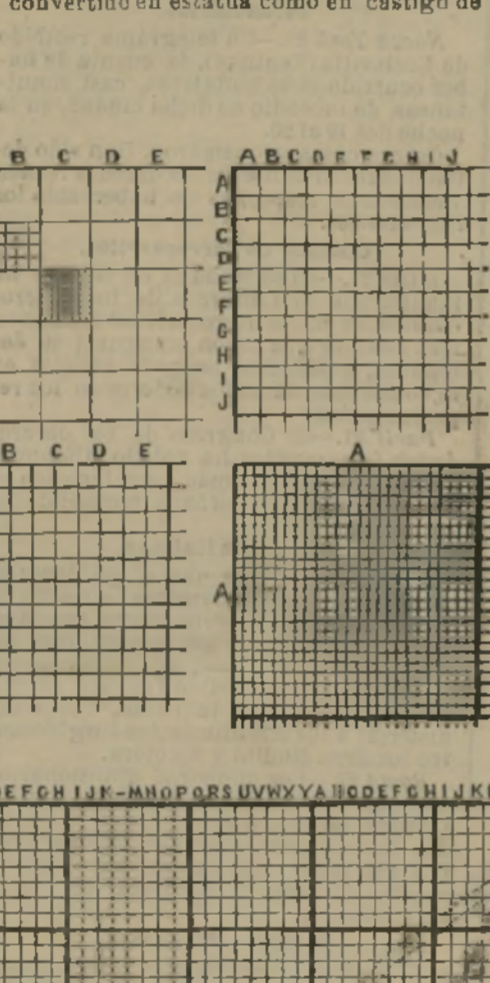 convertido en estatua como en castigo de
B C D E
A B C D E F F G H I J
A
B
C
D
E
F
G
H
I
J
B C D E
A
A
E F G H I J K - M N O P Q R S U V W X Y A B C D E F G H I J K